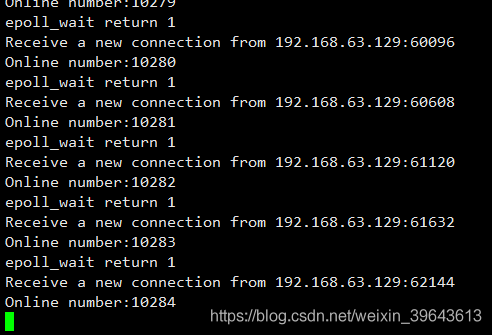 Online number:10279
epoll_wait return 1
Receive a new connection from 192.168.63.129:60096
Online number:10280
epoll_wait return 1
Receive a new connection from 192.168.63.129:60608
Online number:10281
epoll_wait return 1
Receive a new connection from 192.168.63.129:61120
Online number:10282
epoll_wait return 1
Receive a new connection from 192.168.63.129:61632
Online number:10283
epoll_wait return 1
Receive a new connection from 192.168.63.129:62144
Online number:10284
https://blog.csdn.net/weixin_39643613